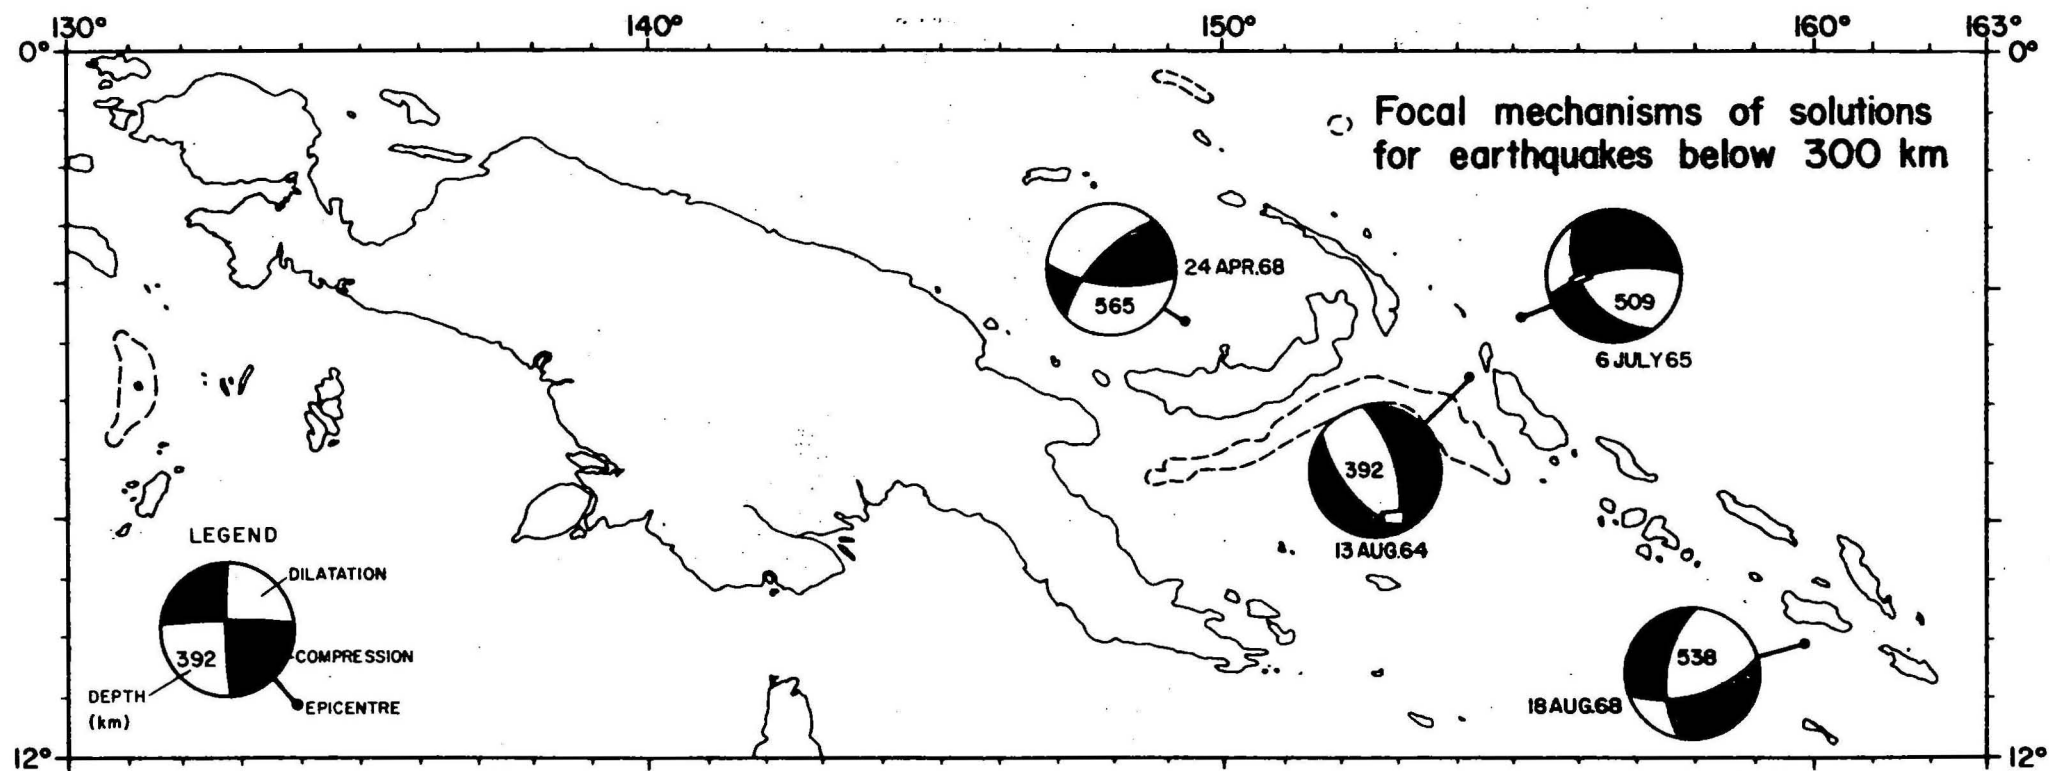 130° 140° 150° 160° 163°
0° 0°
Focal mechanisms of solutions
for earthquakes below 300 km
24 APR.68
565
509
6 JULY 65
392
13 AUG.64
LEGEND
DILATATION
COMPRESSION
392
DEPTH
(km)
EPICENTRE
538
18 AUG.68
12° 12°